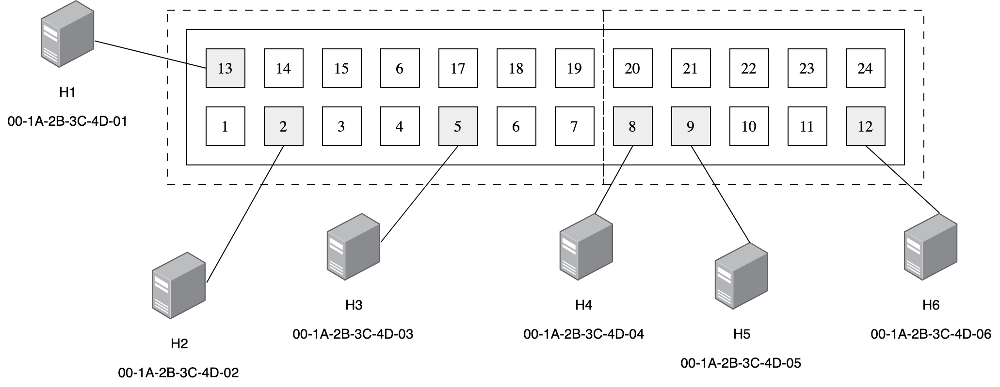 13 14 15 6 17 18 19 20 21 22 23 24
H1
00-1A-2B-3C-4D-01
1 2 3 4 5 6 7 8 9 10 11 12
H2
00-1A-2B-3C-4D-02
H3
00-1A-2B-3C-4D-03
H4
00-1A-2B-3C-4D-04
H5
00-1A-2B-3C-4D-05
H6
00-1A-2B-3C-4D-06